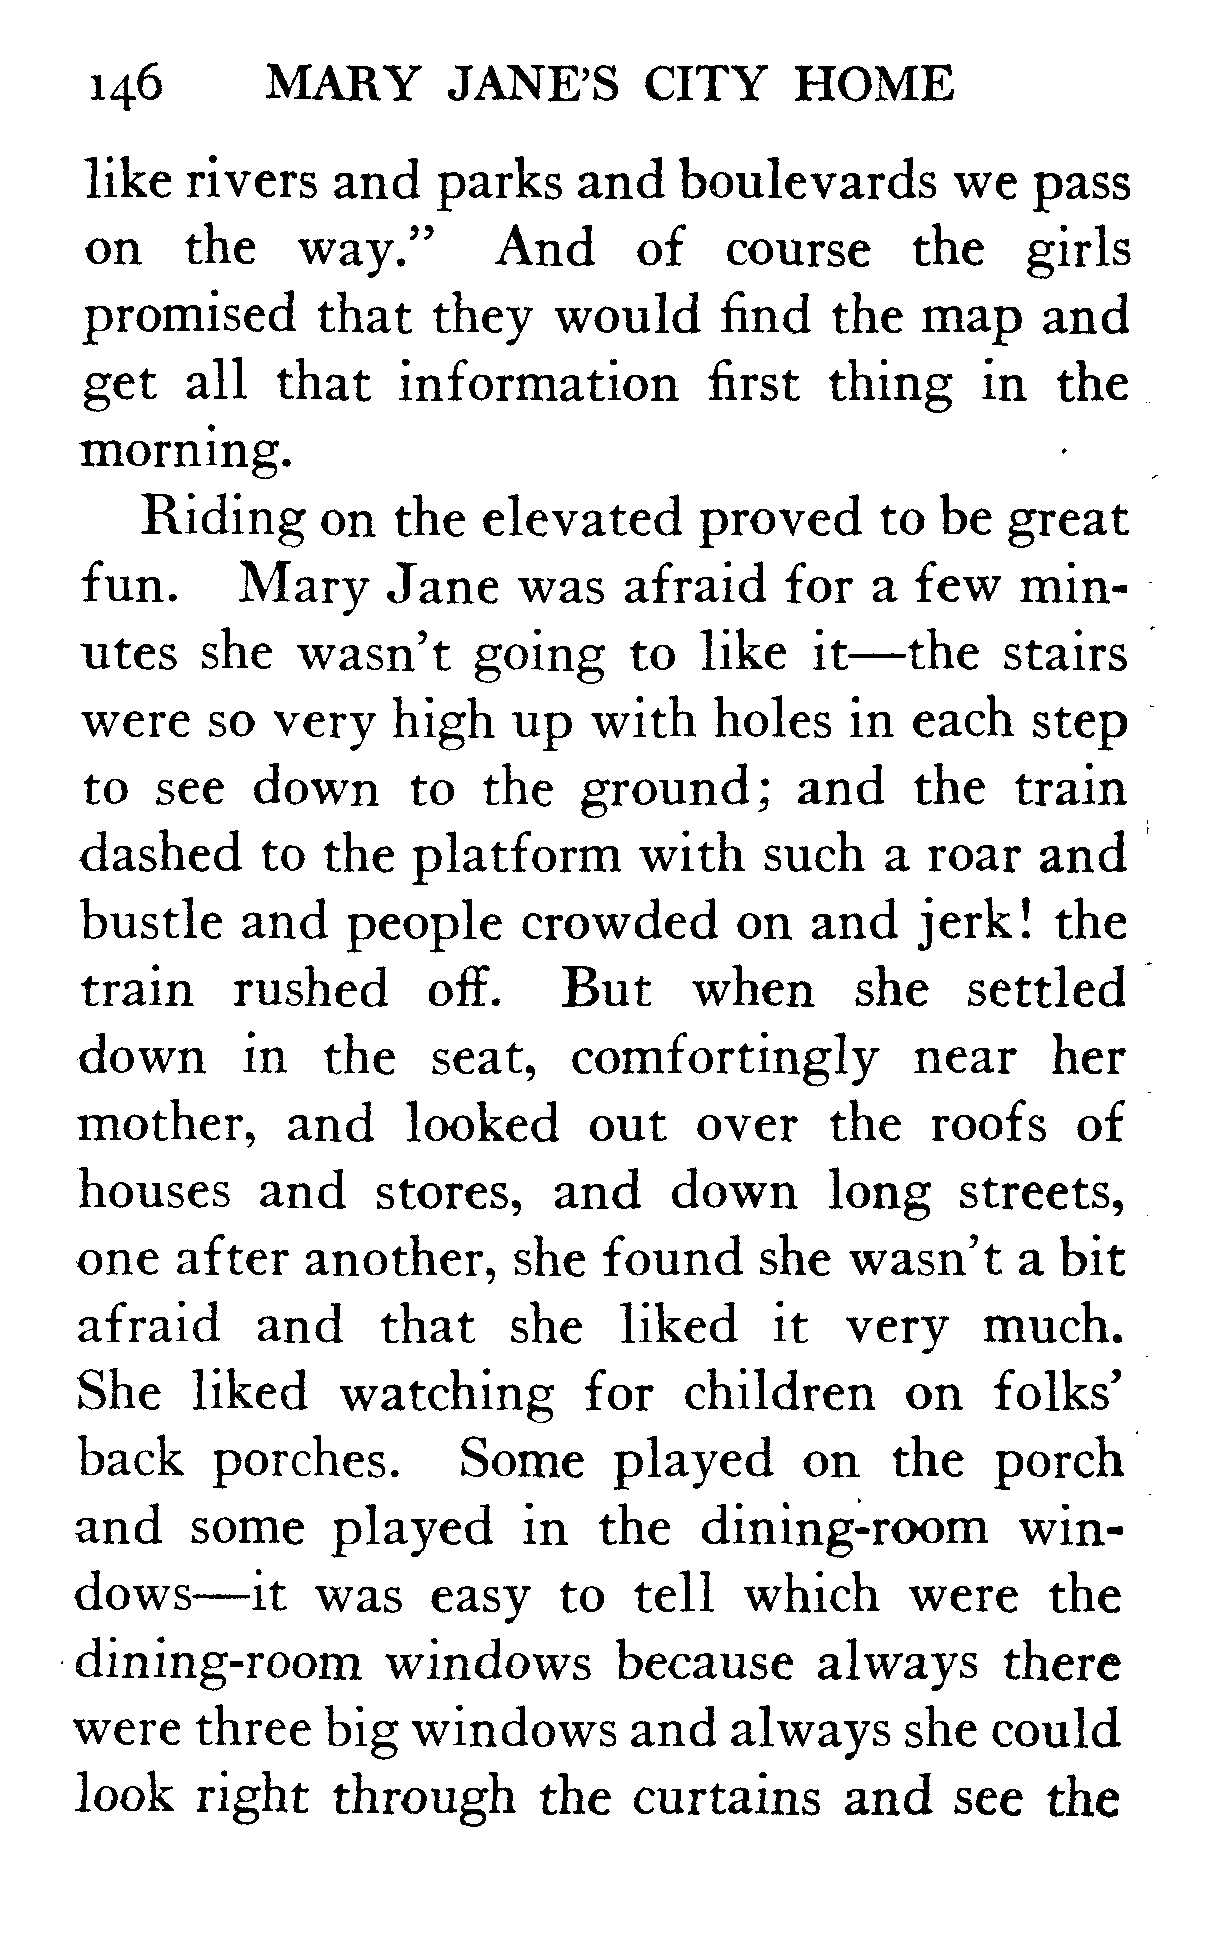 146 MARY JANE'S CITY HOME
like rivers and parks and boulevards we pass
on the way.” And of course the girls
promised that they would find the map and
get all that information first thing in the
morning.
Riding on the elevated proved to be great
fun. Mary Jane was afraid for a few min-
utes she wasn’t going to like it—the stairs
were so very high up with holes in each step
to see down to the ground; and the train
dashed to the platform with such a roar and
bustle and people crowded on and jerk! the
train rushed off. But when she settled
down in the seat, comfortingly near her
mother, and looked out over the roofs of
houses and stores, and down long streets,
one after another, she found she wasn’t a bit
afraid and that she liked it very much.
She liked watching for children on folks’
back porches. Some played on the porch
and some played in the dining-room win-
dows—it was easy to tell which were the
dining-room windows because always there
were three big windows and always she could
look right through the curtains and see the